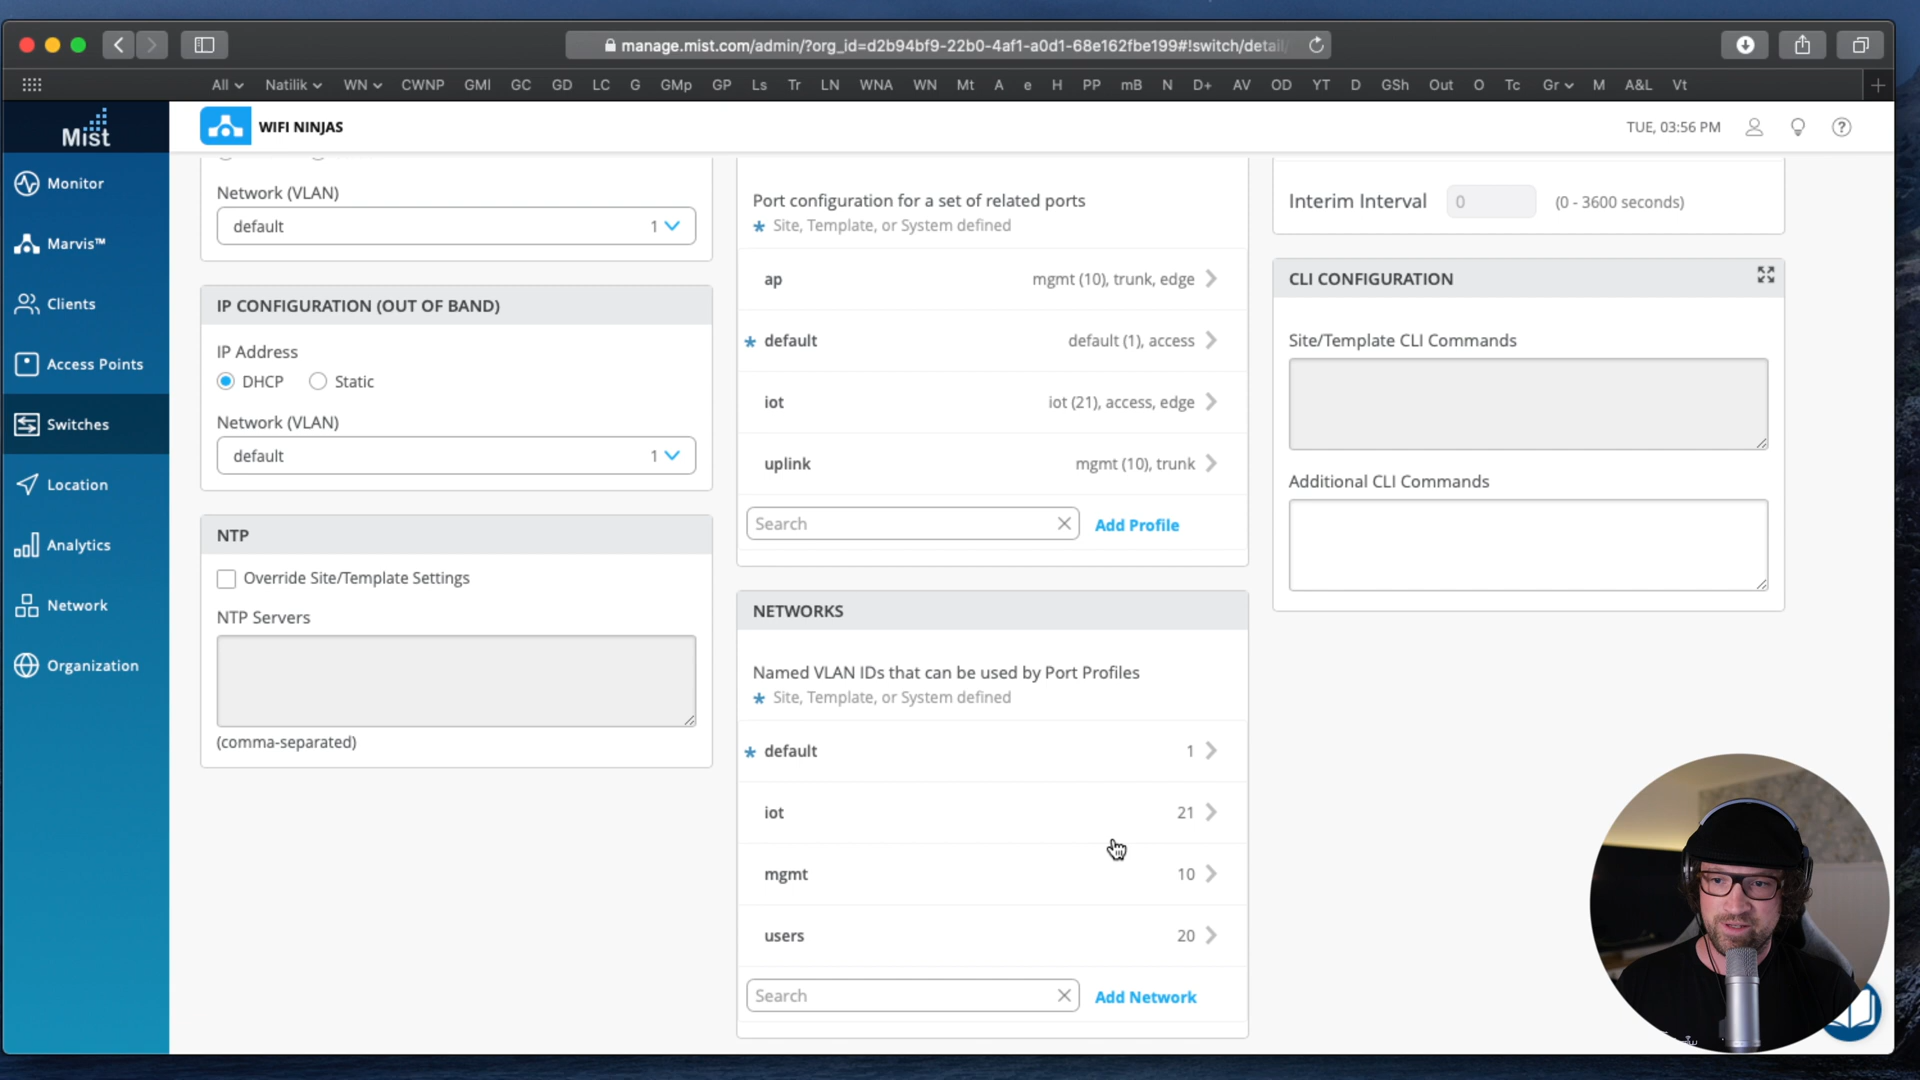 manage.mist.com/admin/?org_id=d2b94bf9-22b0-4af1-a0d1-68e162fbe199#!switch/detail/
All Natilik WN CWNP GMl GC GD LC G GMp GP Ls Tr LN WNA WN Mt A e H PP mB N D+ AV OD YT D GSh Out O Tc Gr M A&L Vt
Mist
WIFI NINJAS
TUE, 03:56 PM
Monitor
Marvis™
Clients
Access Points
Switches
Location
Analytics
Network
Organization
Network (VLAN)
default 1
IP CONFIGURATION (OUT OF BAND)
IP Address
DHCP Static
Network (VLAN)
default 1
NTP
Override Site/Template Settings
NTP Servers
(comma-separated)
Port configuration for a set of related ports
* Site, Template, or System defined
ap mgmt (10), trunk, edge
* default default (1), access
iot iot (21), access, edge
uplink mgmt (10), trunk
Search Add Profile
NETWORKS
Named VLAN IDs that can be used by Port Profiles
* Site, Template, or System defined
* default 1
iot 21
mgmt 10
users 20
Search Add Network
Interim Interval 0 (0 - 3600 seconds)
CLI CONFIGURATION
Site/Template CLI Commands
Additional CLI Commands